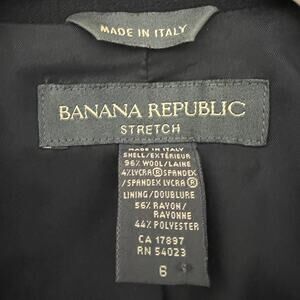 MADE IN ITALY
BANANA REPUBLIC
STRETCH
MADE IN ITALY
SHELL/EXTÉRIEUR
96% WOOL/LAINE
4%LYCRA®SPANDEX
/SPANDEX LYCRA®
LINING/DOUBLURE
56% RAYON/
RAYONNE
44% POLYESTER
CA 17897
RN 54023
6